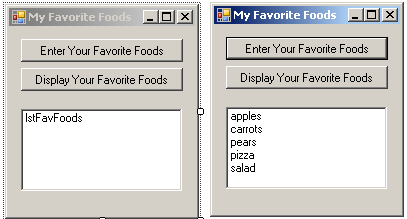 My Favorite Foods
Enter Your Favorite Foods
Display Your Favorite Foods
lstFavFoods
My Favorite Foods
Enter Your Favorite Foods
Display Your Favorite Foods
apples
carrots
pears
pizza
salad